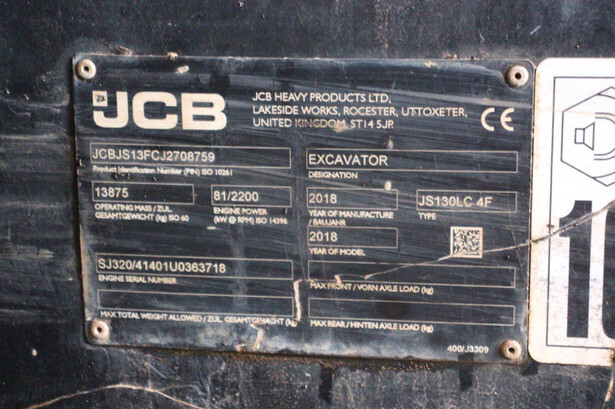 JCB
JCB HEAVY PRODUCTS LTD,
LAKESIDE WORKS, ROCESTER, UTTOXETER,
UNITED KINGDOM, ST14 5JP.
CE
JCBJS13FCJ2708759
Product Identification Number (PIN) ISO 10261
EXCAVATOR
DESIGNATION
13875
OPERATING MASS / ZUL.
GESAMTGEWICHT (kg) ISO 60
81/2200
ENGINE POWER
(kW @ RPM) ISO 14396
2018
YEAR OF MANUFACTURE
/ BAUJAHR
JS130LC 4F
TYPE
2018
YEAR OF MODEL
SJ320/41401U0363718
ENGINE SERIAL NUMBER
MAX FRONT / VORN AXLE LOAD (kg)
MAX TOTAL WEIGHT ALLOWED / ZUL. GESAMTGEWICHT (kg)
MAX REAR / HINTEN AXLE LOAD (kg)
400/J3309